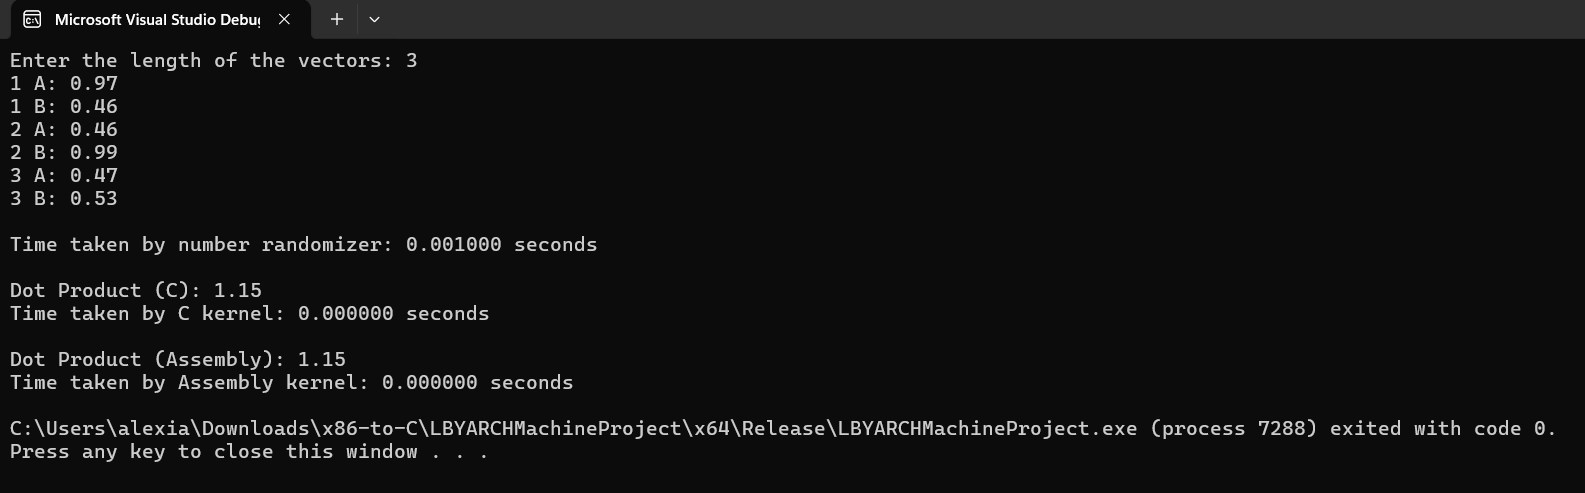 Microsoft Visual Studio Debu
Enter the length of the vectors: 3
1 A: 0.97
1 B: 0.46
2 A: 0.46
2 B: 0.99
3 A: 0.47
3 B: 0.53
Time taken by number randomizer: 0.001000 seconds
Dot Product (C): 1.15
Time taken by C kernel: 0.000000 seconds
Dot Product (Assembly): 1.15
Time taken by Assembly kernel: 0.000000 seconds
C:\Users\alexia\Downloads\x86-to-C\LBYARCHMachineProject\x64\Release\LBYARCHMachineProject.exe (process 7288) exited with code 0.
Press any key to close this window . . .